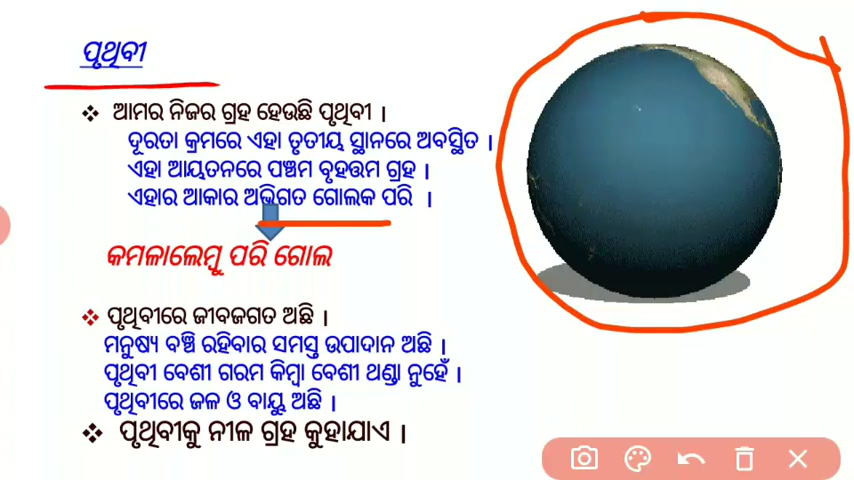 ପୃଥିବୀ
❖ ଆମର ନିଜର ଗ୍ରହ ହେଉଛି ପୃଥିବୀ ।
ଦୂରତା କ୍ରମରେ ଏହା ତୃତୀୟ ସ୍ଥାନରେ ଅବସ୍ଥିତ ।
ଏହା ଆୟତନରେ ପଞ୍ଚମ ବୃହତ୍ତମ ଗ୍ରହ ।
ଏହାର ଆକାର ଅଭିଗତ ଗୋଲକ ପରି ।
କମଳାଲେମ୍ବୁ ପରି ଗୋଲ
❖ ପୃଥିବୀରେ ଜୀବଜଗତ ଅଛି ।
ମନୁଷ୍ୟ ବଞ୍ଚି ରହିବାର ସମସ୍ତ ଉପାଦାନ ଅଛି ।
ପୃଥିବୀ ବେଶୀ ଗରମ କିମ୍ବା ବେଶୀ ଥଣ୍ଡା ନୁହେଁ ।
ପୃଥିବୀରେ ଜଳ ଓ ବାୟୁ ଅଛି ।
❖ ପୃଥିବୀକୁ ନୀଳ ଗ୍ରହ କୁହାଯାଏ ।